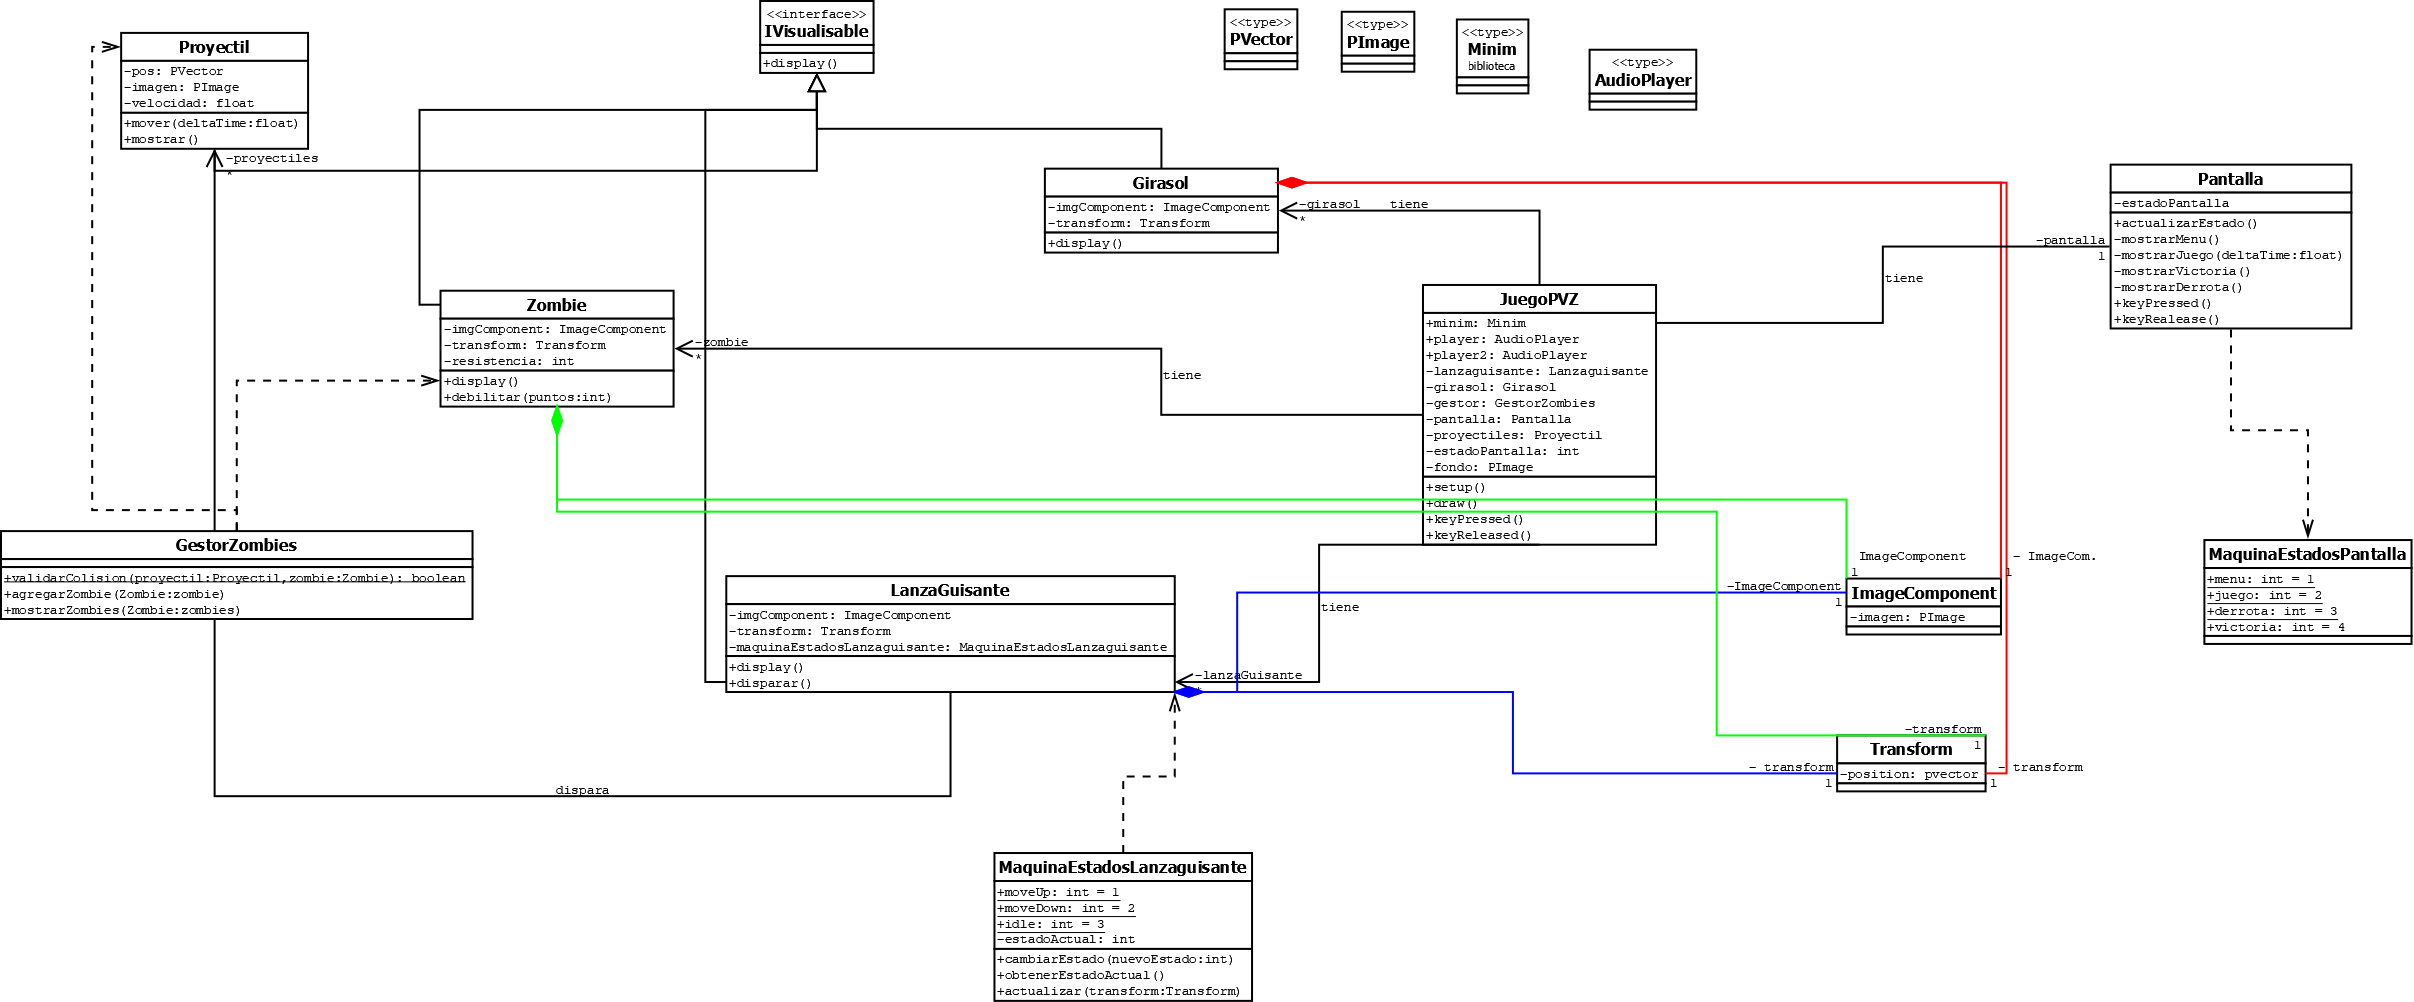 <<interface>>
IVisualisable
+display()
<<type>>
PVector
<<type>>
PImage
<<type>>
Minim
biblioteca
<<type>>
AudioPlayer
Proyectil
-pos: PVector
-imagen: PImage
-velocidad: float
+mover(deltaTime:float)
+mostrar()
-proyectiles
*
Girasol
-imgComponent: ImageComponent
-transform: Transform
+display()
-girasol
tiene
*
Pantalla
-estadoPantalla
+actualizarEstado()
-mostrarMenu()
-mostrarJuego(deltaTime:float)
-mostrarVictoria()
-mostrarDerrota()
+keyPressed()
+keyRealease()
-pantalla
1
tiene
Zombie
-imgComponent: ImageComponent
-transform: Transform
-resistencia: int
+display()
+debilitar(puntos:int)
-zombie
*
tiene
JuegoPVZ
+minim: Minim
+player: AudioPlayer
+player2: AudioPlayer
-lanzaguisante: Lanzaguisante
-girasol: Girasol
-gestor: GestorZombies
-pantalla: Pantalla
-proyectiles: Proyectil
-estadoPantalla: int
-fondo: PImage
+setup()
+draw()
+keyPressed()
+keyReleased()
GestorZombies
+validarColision(proyectil:Proyectil,zombie:Zombie): boolean
+agregarZombie(Zombie:zombie)
+mostrarZombies(Zombie:zombies)
LanzaGuisante
-imgComponent: ImageComponent
-transform: Transform
-maquinaEstadosLanzaguisante: MaquinaEstadosLanzaguisante
+display()
+disparar()
tiene
-lanzaGuisante
*
ImageComponent
1
- ImageCom.
1
-ImageComponent
1
ImageComponent
-imagen: PImage
MaquinaEstadosPantalla
+menu: int = 1
+juego: int = 2
+derrota: int = 3
+victoria: int = 4
-transform
1
- transform
1
- transform
1
Transform
-position: pvector
dispara
MaquinaEstadosLanzaguisante
+moveUp: int = 1
+moveDown: int = 2
+idle: int = 3
-estadoActual: int
+cambiarEstado(nuevoEstado:int)
+obtenerEstadoActual()
+actualizar(transform:Transform)